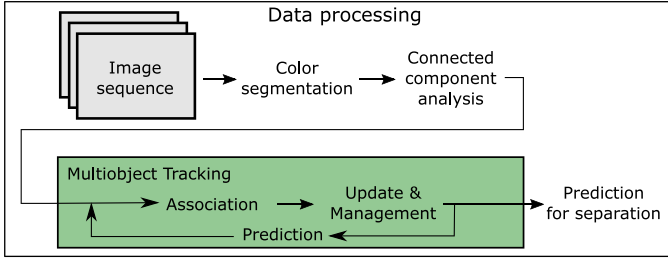 Data processing
Image
sequence
Color
segmentation
Connected
component
analysis
Multiobject Tracking
Association
Update &
Management
Prediction
Prediction
for separation